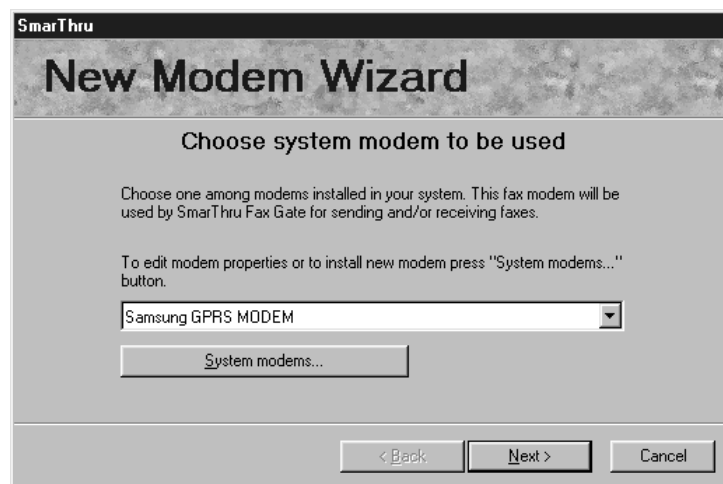 SmarThru
New Modem Wizard
Choose system modem to be used
Choose one among modems installed in your system. This fax modem will be
used by SmarThru Fax Gate for sending and/or receiving faxes.
To edit modem properties or to install new modem press "System modems..."
button.
Samsung GPRS MODEM
System modems...
< Back
Next >
Cancel